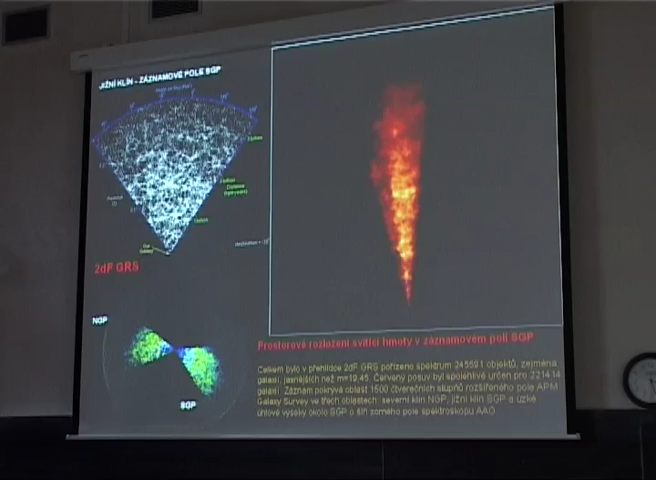 JIŽNÍ KLÍN - ZÁZNAMOVÉ POLE SGP
Our
Galaxy
2dF GRS
NGP
SGP
Prostorové rozložení svítící hmoty v záznamovém poli SGP
Celkem bylo v přehlídce 2dF GRS pořízeno spektrum 245591 objektů, zejména
galaxií, jasnějších než m=19,45. Červený posuv byl spolehlivě určen pro 221414
galaxií. Záznam pokrývá oblast 1500 čtverečních stupňů rozšířeného pole APM
Galaxy Survey ve třech oblastech: severní klín NGP, jižní klín SGP a úzké
úhlové výseky okolo SGP o šíři zorného pole spektroskopu AAO